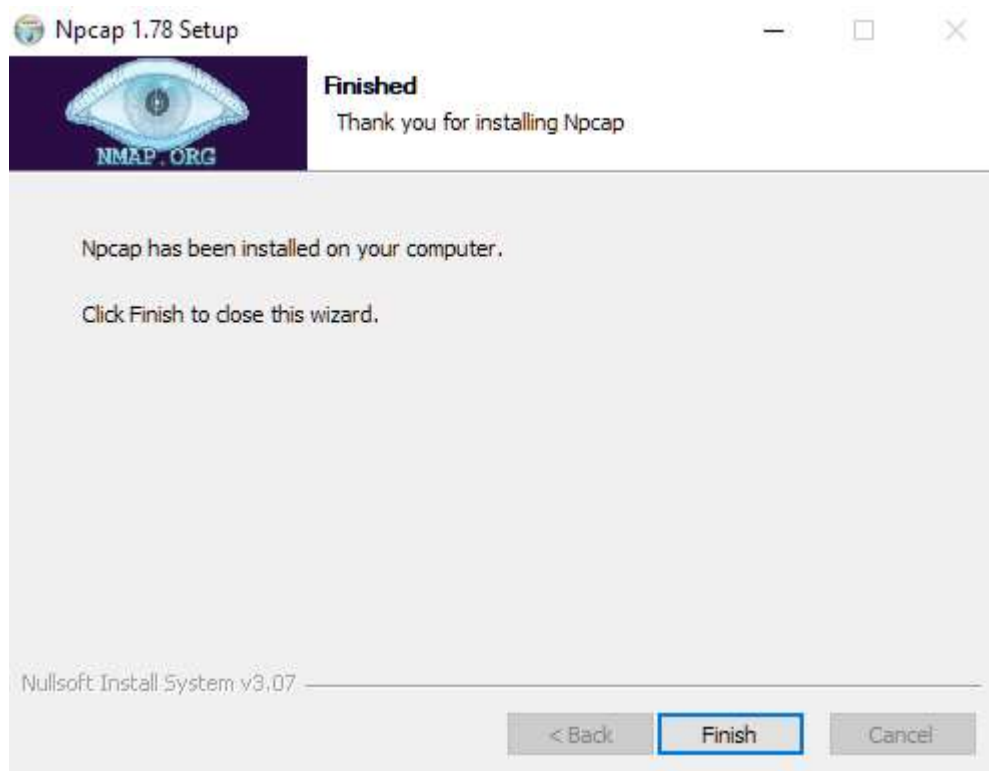 Npcap 1.78 Setup
NMAP.ORG
Finished
Thank you for installing Npcap
Npcap has been installed on your computer.
Click Finish to close this wizard.
Nullsoft Install System v3.07
< Back
Finish
Cancel